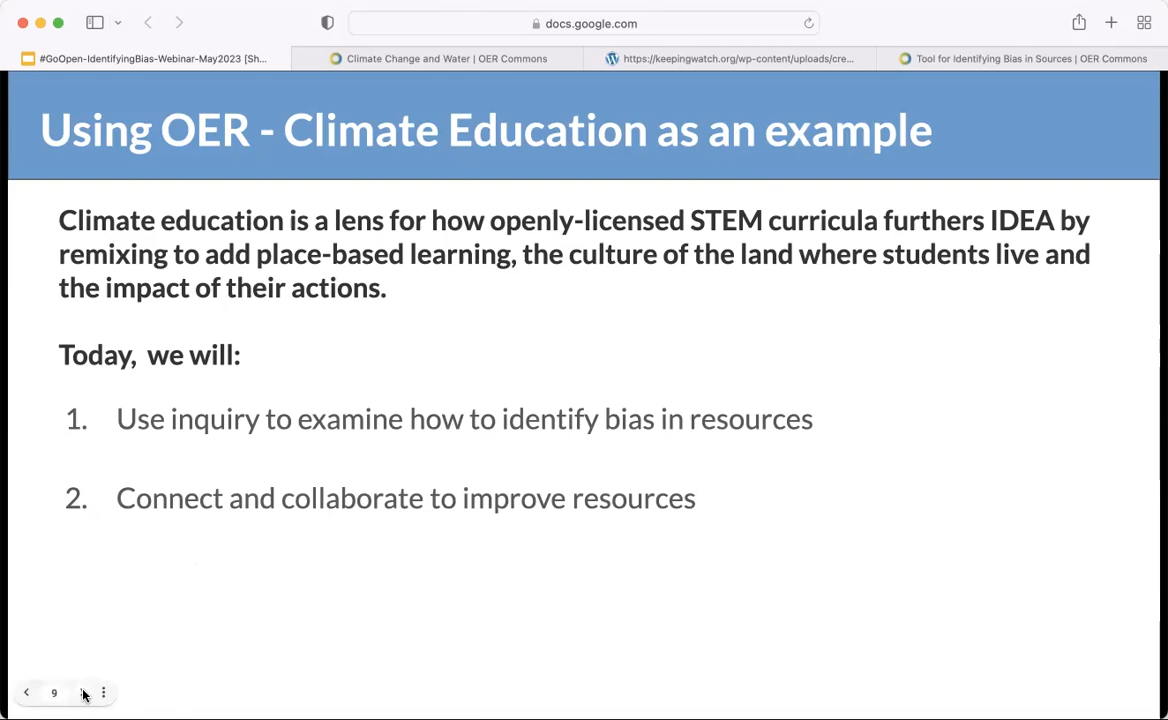 docs.google.com
#GoOpen-IdentifyingBias-Webinar-May2023 [Sh...
Climate Change and Water | OER Commons
https://keepingwatch.org/wp-content/uploads/cre...
Tool for Identifying Bias in Sources | OER Commons
Using OER - Climate Education as an example
Climate education is a lens for how openly-licensed STEM curricula furthers IDEA by
remixing to add place-based learning, the culture of the land where students live and
the impact of their actions.
Today,  we will:
1. Use inquiry to examine how to identify bias in resources
2. Connect and collaborate to improve resources
9